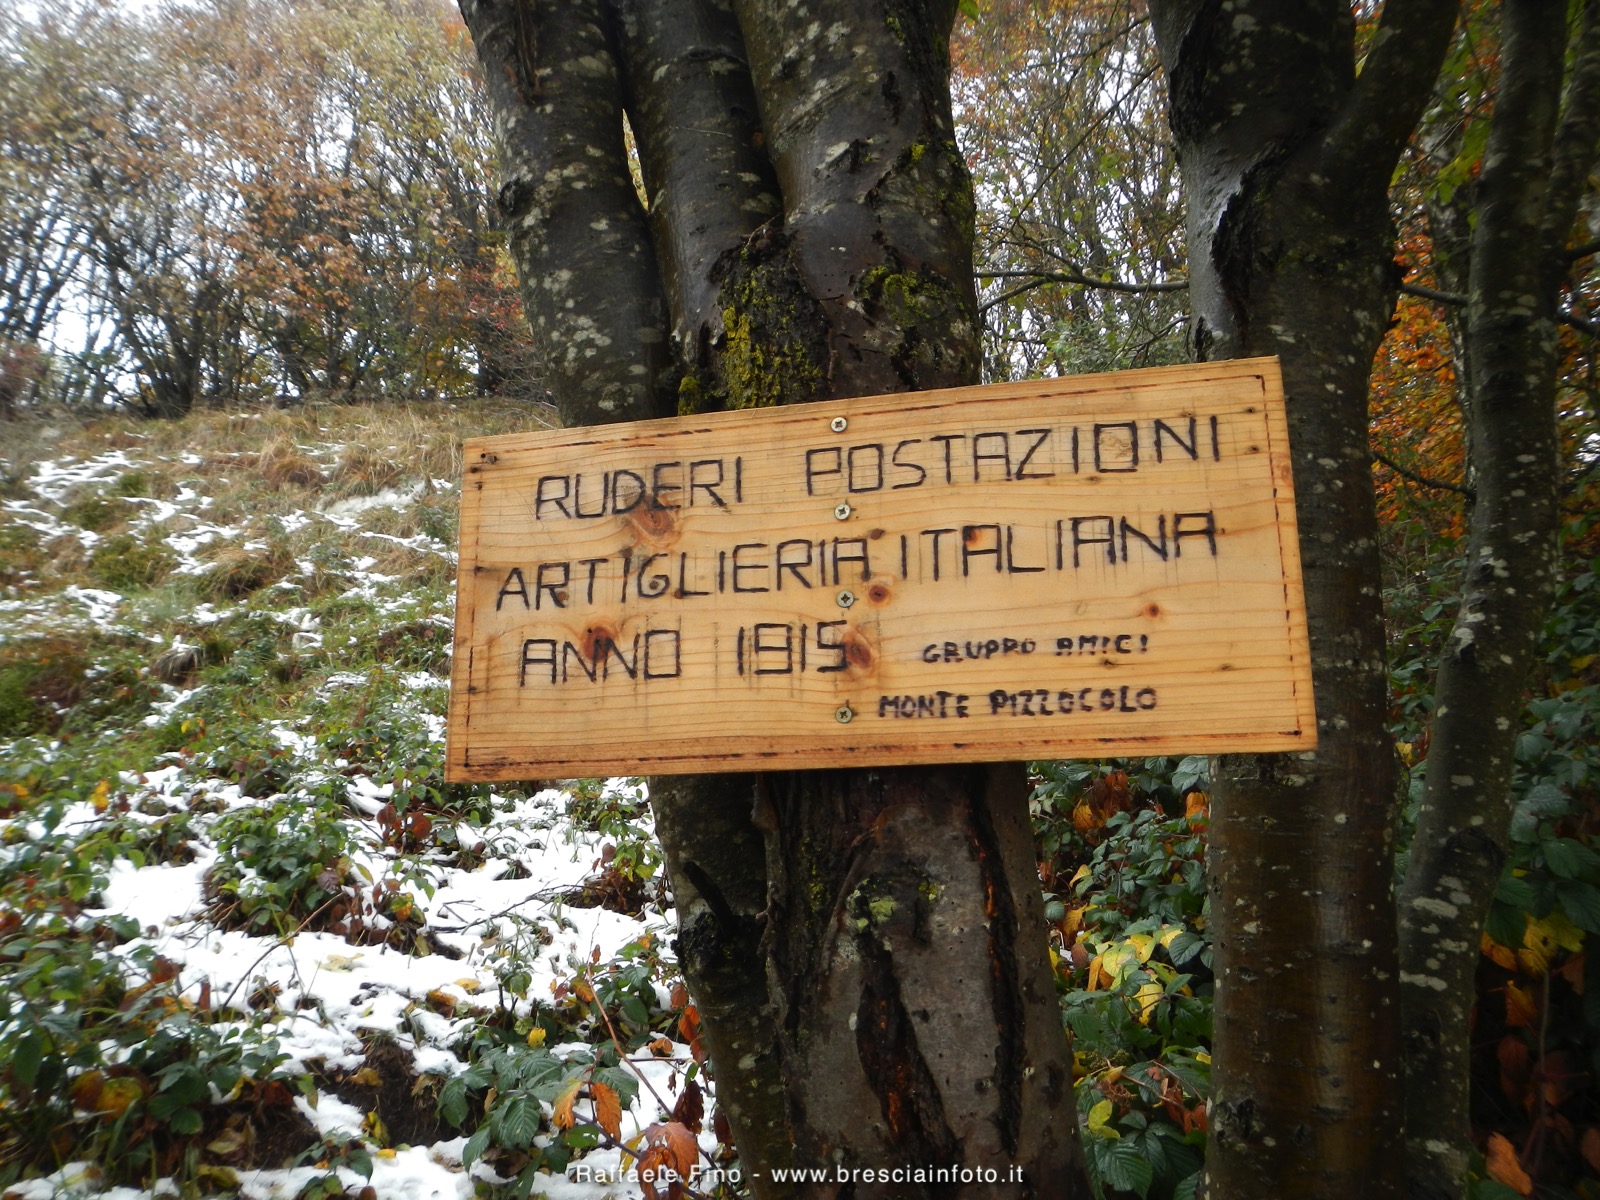 RUDERI POSTAZIONI
ARTIGLIERIA ITALIANA
ANNO 1915 GRUPPO AMICI
MONTE PIZZOCOLO
Raffaele Fino - www.bresciainfoto.it